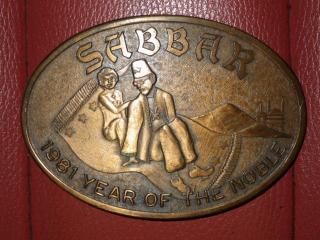 SABBAR
1981 YEAR OF THE NOBLE